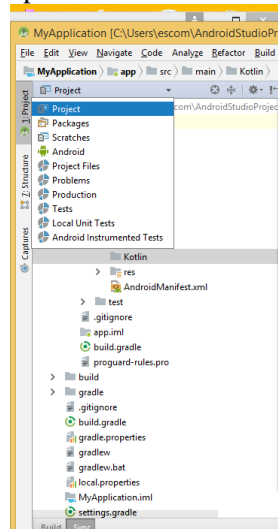 MyApplication [C:\Users\escom\AndroidStudioPr
File Edit View Navigate Code Analyze Refactor Build
MyApplication app src main Kotlin
Project
Project com\AndroidStudioProjec
Packages
Scratches
Android
Project Files
Problems
Production
Tests
Local Unit Tests
Android Instrumented Tests
Kotlin
res
AndroidManifest.xml
test
.gitignore
app.iml
build.gradle
proguard-rules.pro
build
gradle
.gitignore
build.gradle
gradle.properties
gradlew
gradlew.bat
local.properties
MyApplication.iml
settings.gradle
Build Sync
1: Project
Z: Structure
Captures